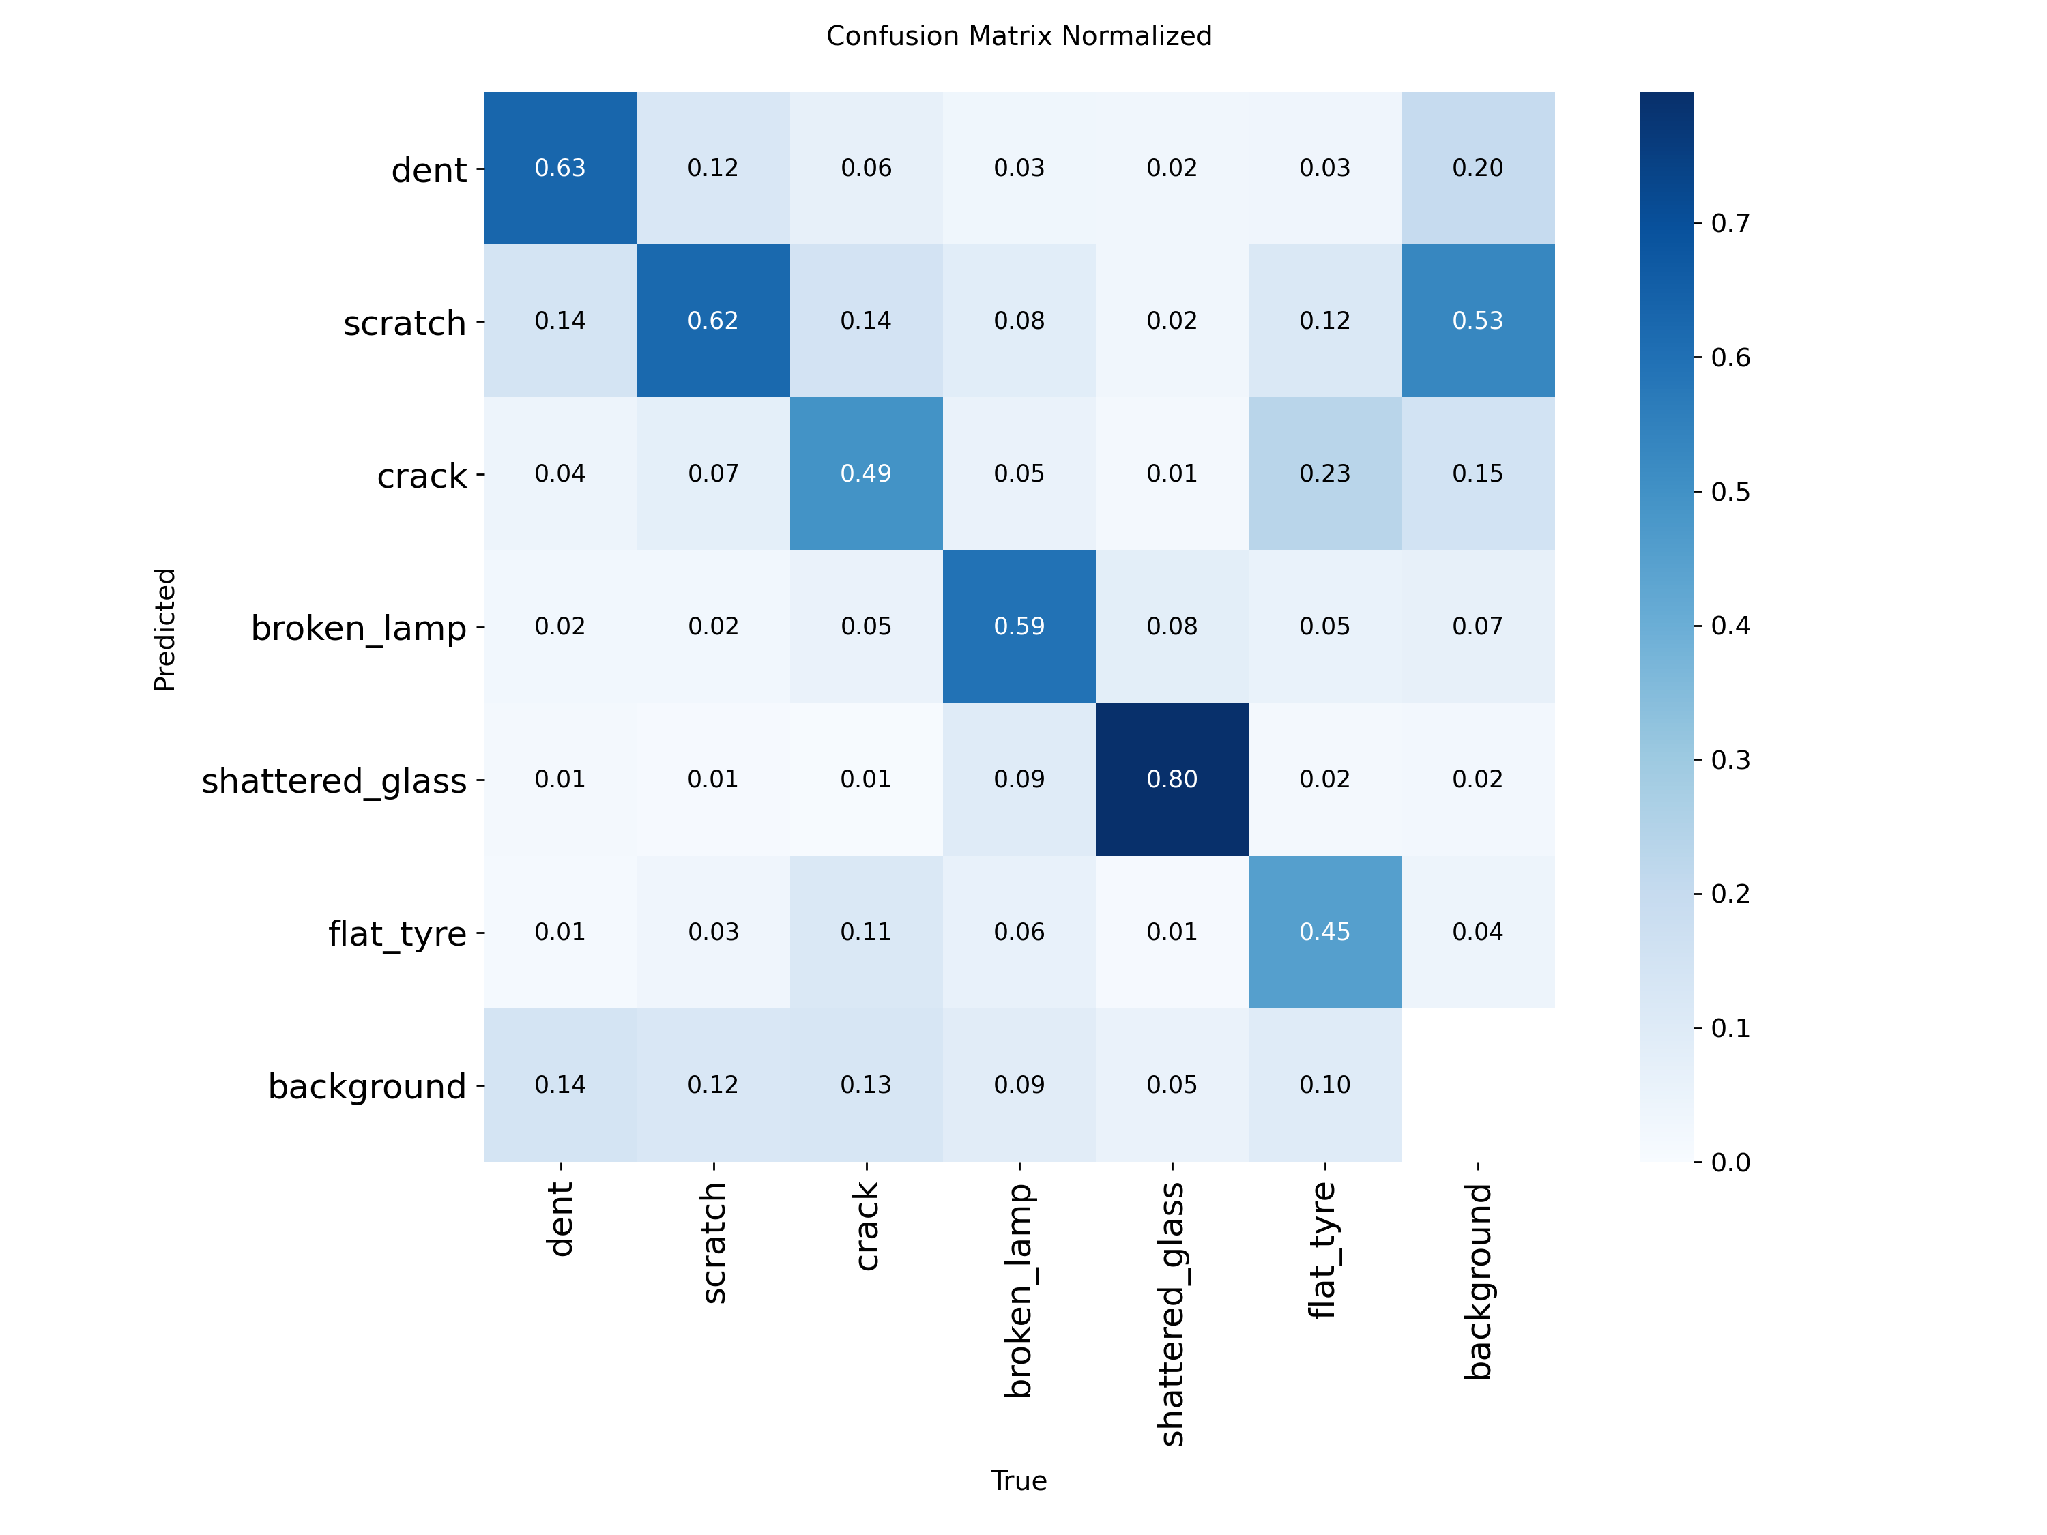 Confusion Matrix Normalized
dent 0.63 0.12 0.06 0.03 0.02 0.03 0.20
scratch 0.14 0.62 0.14 0.08 0.02 0.12 0.53
crack 0.04 0.07 0.49 0.05 0.01 0.23 0.15
broken_lamp 0.02 0.02 0.05 0.59 0.08 0.05 0.07
shattered_glass 0.01 0.01 0.01 0.09 0.80 0.02 0.02
flat_tyre 0.01 0.03 0.11 0.06 0.01 0.45 0.04
background 0.14 0.12 0.13 0.09 0.05 0.10
Predicted
dent
scratch
crack
broken_lamp
shattered_glass
flat_tyre
background
True
0.7
0.6
0.5
0.4
0.3
0.2
0.1
0.0